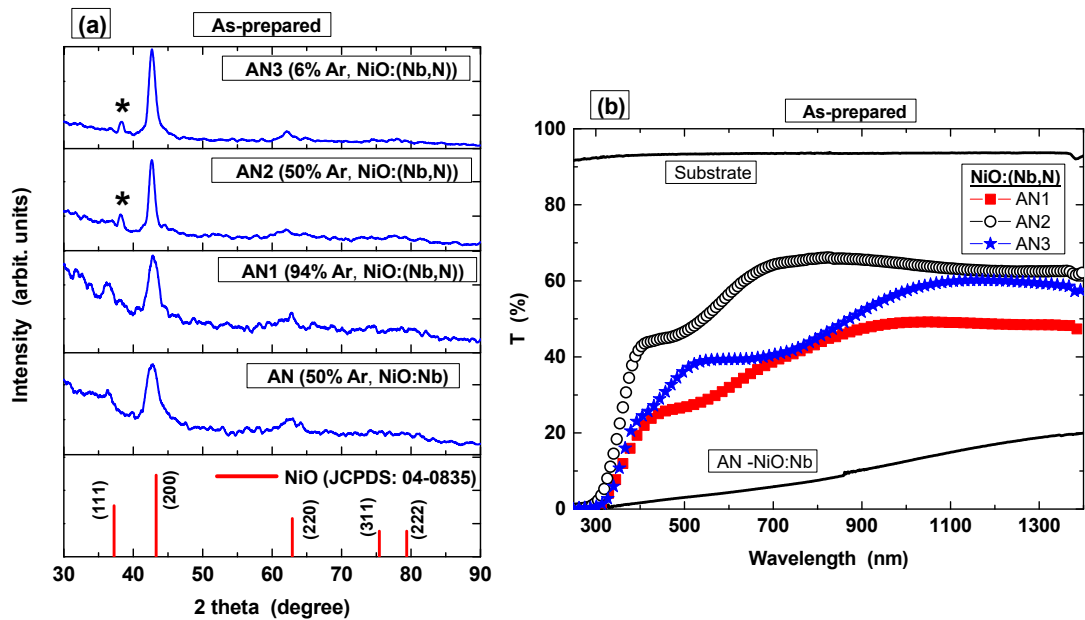 (a)
As-prepared
AN3 (6% Ar, NiO:(Nb,N))
*
AN2 (50% Ar, NiO:(Nb,N))
*
AN1 (94% Ar, NiO:(Nb,N))
AN (50% Ar, NiO:Nb)
NiO (JCPDS: 04-0835)
(111)
(200)
(220)
(311)
(222)
30 40 50 60 70 80 90
2 theta (degree)
Intensity (arbit. units)
(b)
As-prepared
100
80
60
40
20
0
T (%)
Substrate
NiO:(Nb,N)
AN1
AN2
AN3
AN -NiO:Nb
300 500 700 900 1100 1300
Wavelength (nm)